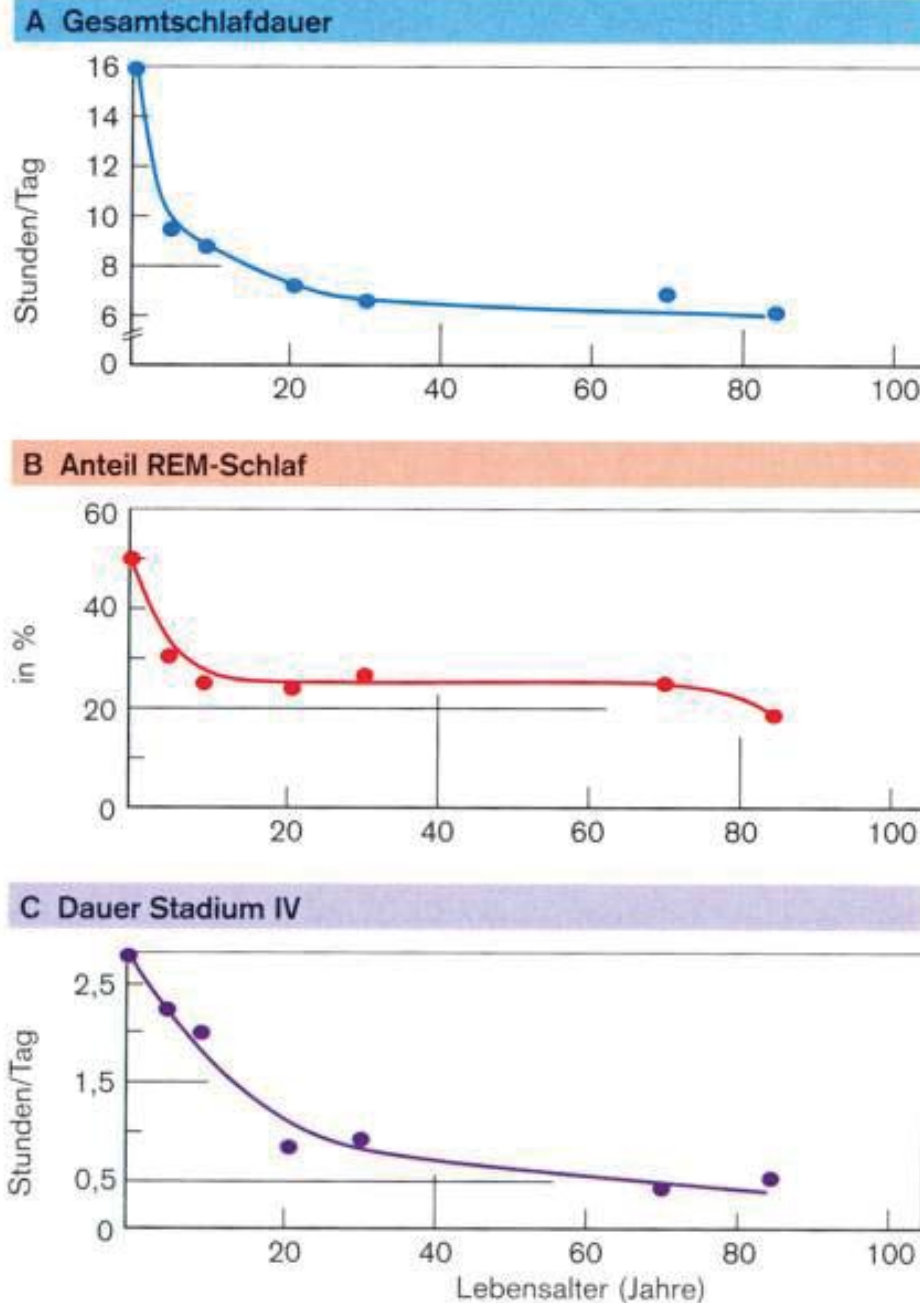 A Gesamtschlafdauer
16
14
12
10
8
6
0
Stunden/Tag
20 40 60 80 100
B Anteil REM-Schlaf
60
40
20
0
in %
20 40 60 80 100
C Dauer Stadium IV
2,5
1,5
0,5
0
Stunden/Tag
20 40 60 80 100
Lebensalter (Jahre)